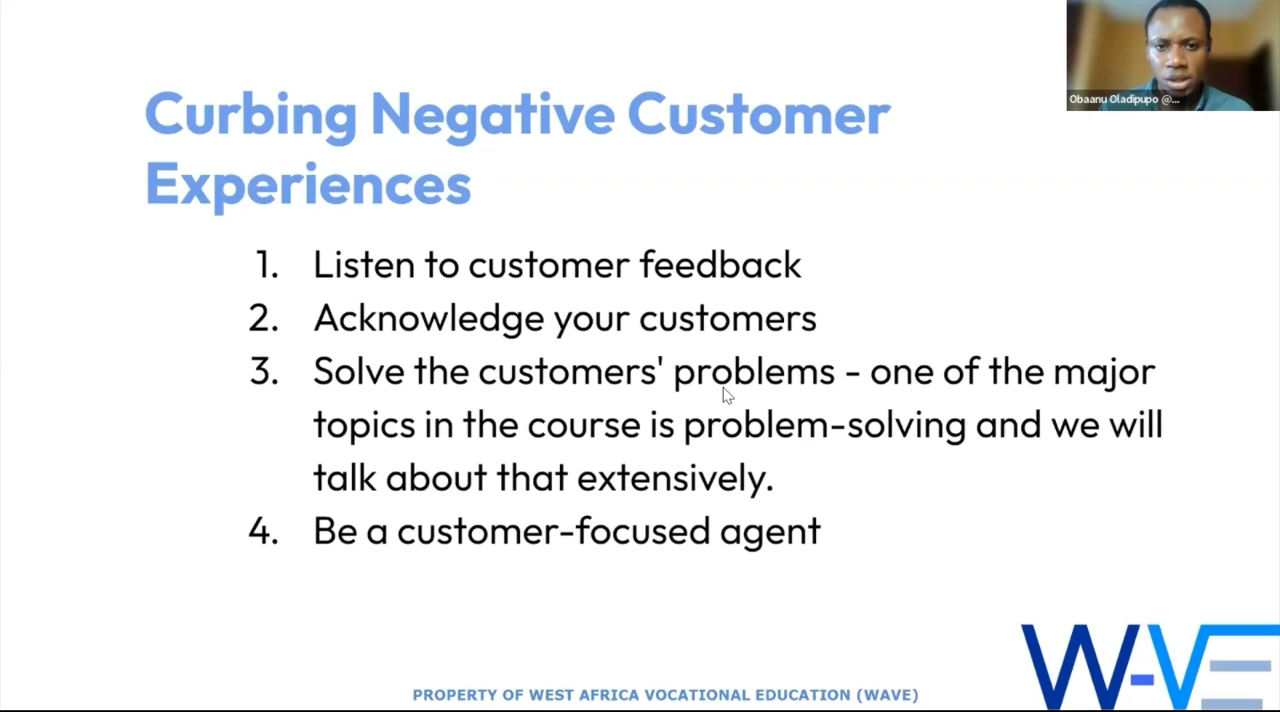 Obaanu Oladipupo @...
Curbing Negative Customer
Experiences
1. Listen to customer feedback
2. Acknowledge your customers
3. Solve the customers' problems - one of the major
topics in the course is problem-solving and we will
talk about that extensively.
4. Be a customer-focused agent
W-VE
PROPERTY OF WEST AFRICA VOCATIONAL EDUCATION (WAVE)